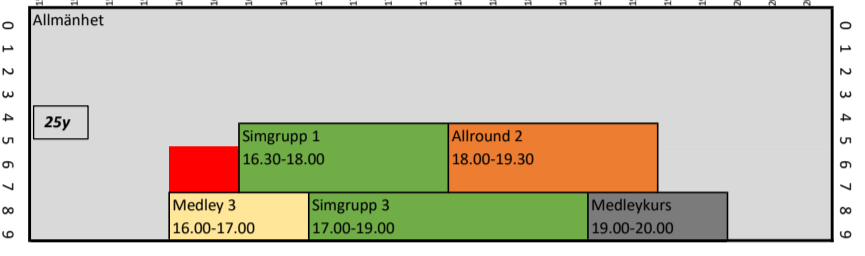 Allmänhet
0 0
1 1
2 2
3 3
25y
4 4
5 5
6 6
7 7
8 8
9 9
Simgrupp 1 Allround 2
16.30-18.00 18.00-19.30
Medley 3 Simgrupp 3 Medleykurs
16.00-17.00 17.00-19.00 19.00-20.00